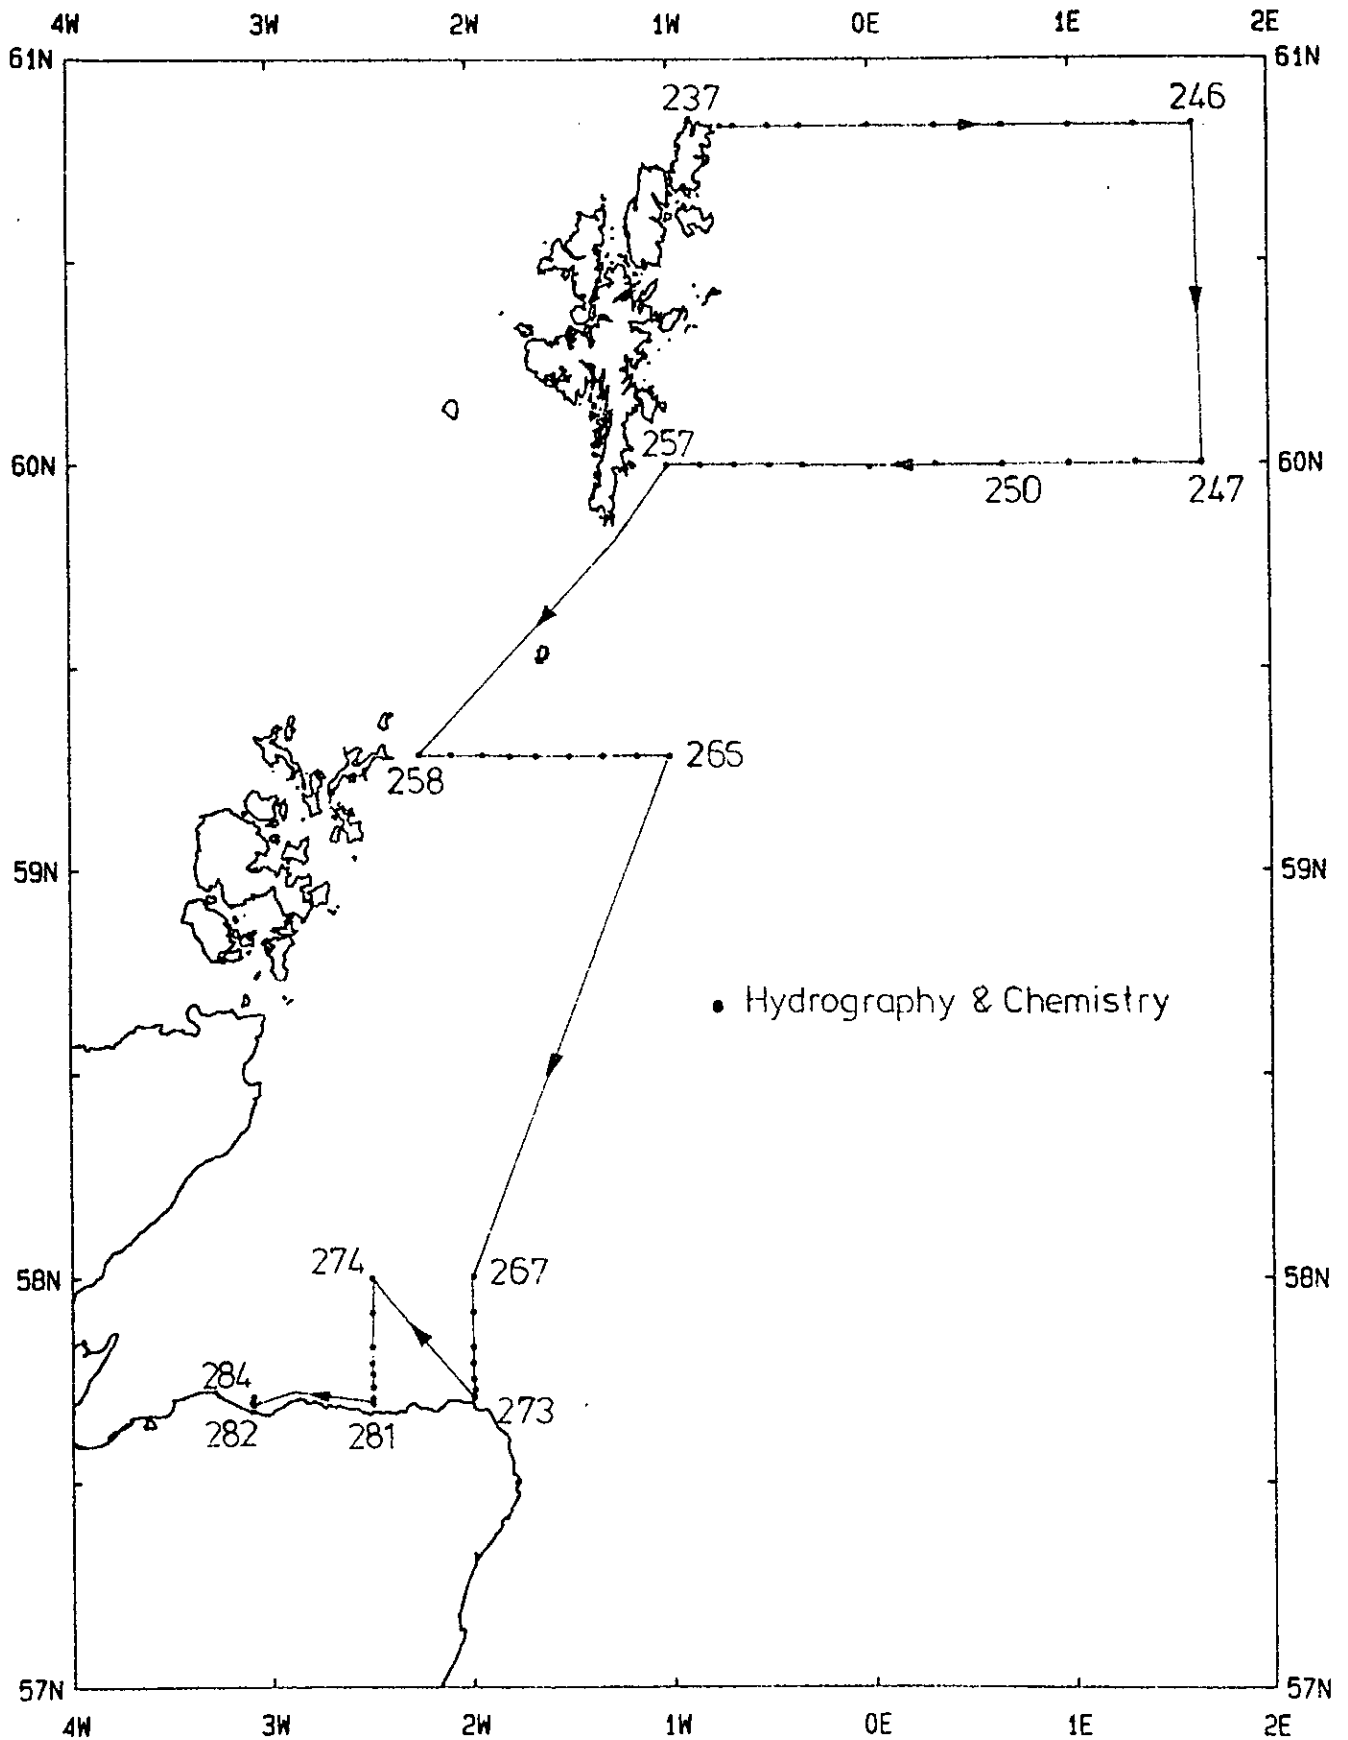 4W 3W 2W 1W 0E 1E 2E
61N 61N
237 246
257
60N 60N
250 247
265
258
59N 59N
• Hydrography & Chemistry
274 267
58N 58N
284
273
282 281
57N 57N
4W 3W 2W 1W 0E 1E 2E